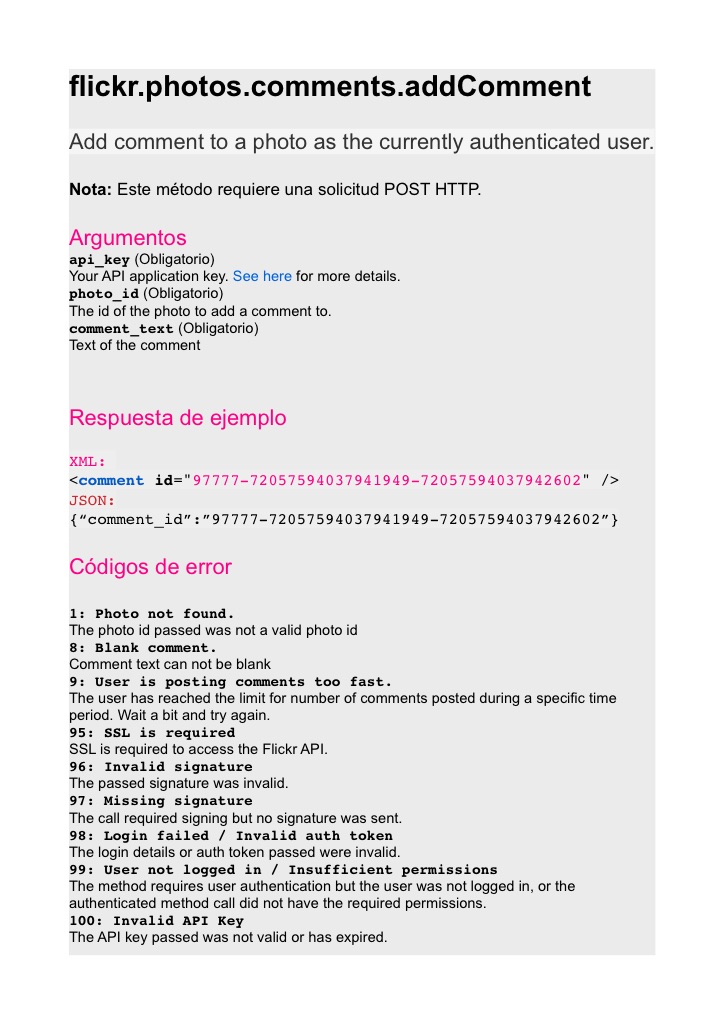 flickr.photos.comments.addComment
Add comment to a photo as the currently authenticated user.
Nota: Este método requiere una solicitud POST HTTP.
Argumentos
api_key (Obligatorio)
Your API application key. See here for more details.
photo_id (Obligatorio)
The id of the photo to add a comment to.
comment_text (Obligatorio)
Text of the comment
Respuesta de ejemplo
XML:
<comment id="97777-72057594037941949-72057594037942602" />
JSON:
{“comment_id”:”97777-72057594037941949-72057594037942602”}
Códigos de error
1: Photo not found.
The photo id passed was not a valid photo id
8: Blank comment.
Comment text can not be blank
9: User is posting comments too fast.
The user has reached the limit for number of comments posted during a specific time
period. Wait a bit and try again.
95: SSL is required
SSL is required to access the Flickr API.
96: Invalid signature
The passed signature was invalid.
97: Missing signature
The call required signing but no signature was sent.
98: Login failed / Invalid auth token
The login details or auth token passed were invalid.
99: User not logged in / Insufficient permissions
The method requires user authentication but the user was not logged in, or the
authenticated method call did not have the required permissions.
100: Invalid API Key
The API key passed was not valid or has expired.